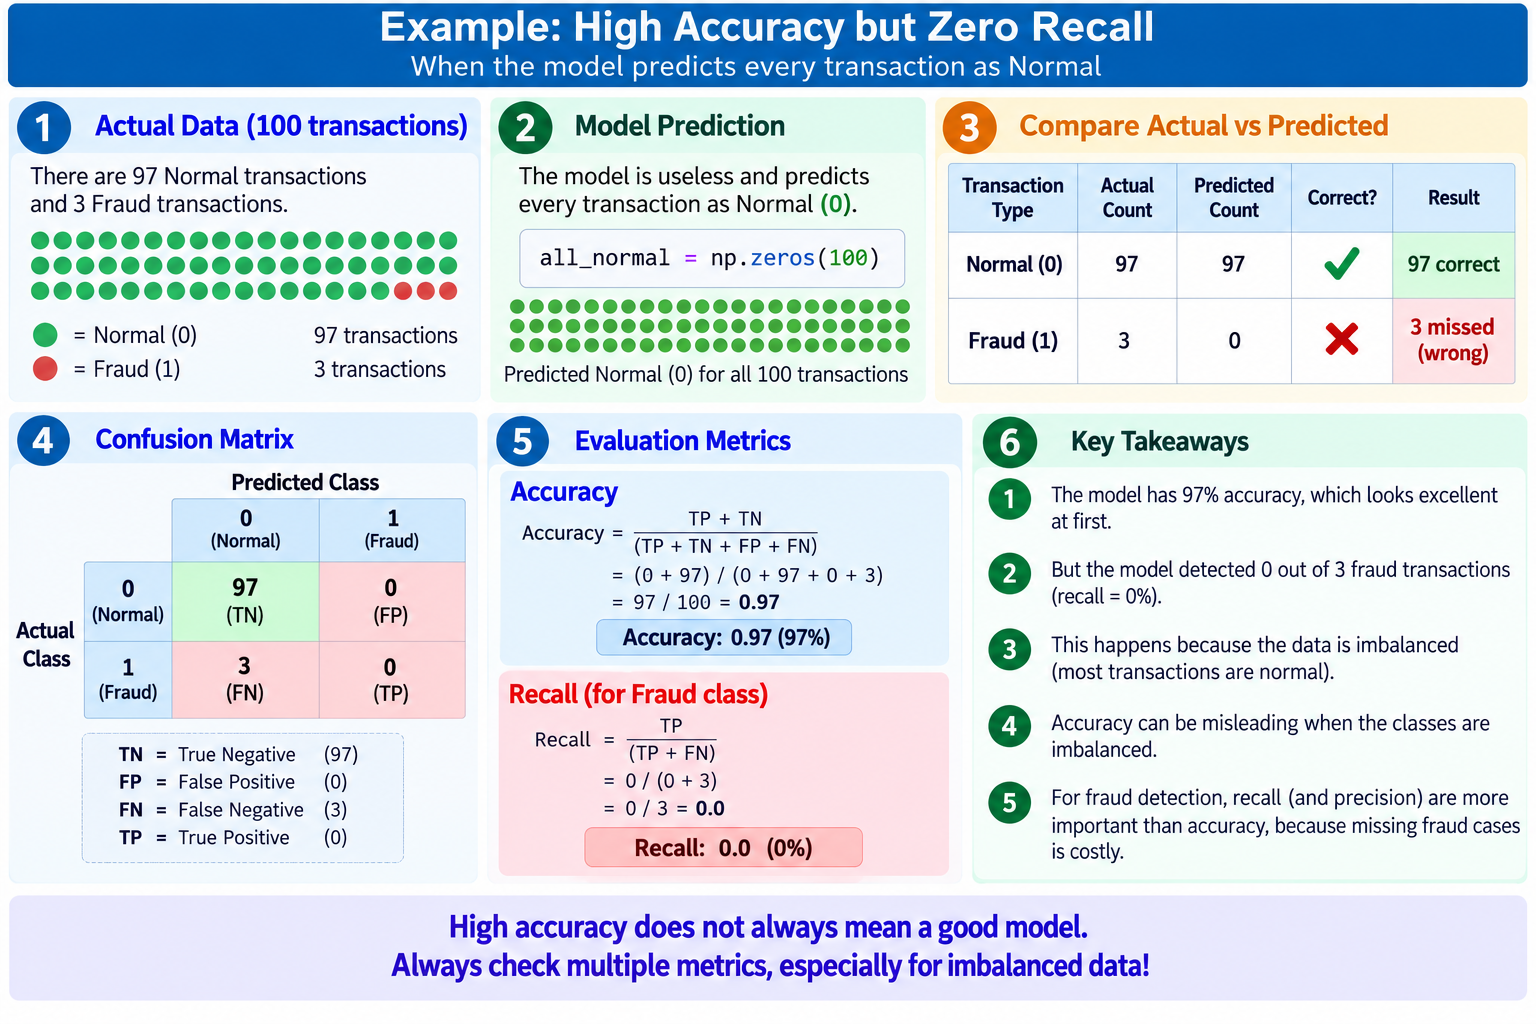 Example: High Accuracy but Zero Recall
When the model predicts every transaction as Normal
1
Actual Data (100 transactions)
There are 97 Normal transactions
and 3 Fraud transactions.
= Normal (0) 97 transactions
= Fraud (1) 3 transactions
2
Model Prediction
The model is useless and predicts
every transaction as Normal (0).
all_normal = np.zeros(100)
Predicted Normal (0) for all 100 transactions
3
Compare Actual vs Predicted
Transaction Type Actual Count Predicted Count Correct? Result
Normal (0) 97 97 ✓ 97 correct
Fraud (1) 3 0 ✗ 3 missed (wrong)
4
Confusion Matrix
Predicted Class
0 1
(Normal) (Fraud)
Actual Class
0 (Normal) 97 (TN) 0 (FP)
1 (Fraud) 3 (FN) 0 (TP)
TN = True Negative (97)
FP = False Positive (0)
FN = False Negative (3)
TP = True Positive (0)
5
Evaluation Metrics
Accuracy
Accuracy = TP + TN
(TP + TN + FP + FN)
= (0 + 97) / (0 + 97 + 0 + 3)
= 97 / 100 = 0.97
Accuracy: 0.97 (97%)
Recall (for Fraud class)
Recall = TP
(TP + FN)
= 0 / (0 + 3)
= 0 / 3 = 0.0
Recall: 0.0 (0%)
6
Key Takeaways
1 The model has 97% accuracy, which looks excellent
at first.
2 But the model detected 0 out of 3 fraud transactions
(recall = 0%).
3 This happens because the data is imbalanced
(most transactions are normal).
4 Accuracy can be misleading when the classes are
imbalanced.
5 For fraud detection, recall (and precision) are more
important than accuracy, because missing fraud cases
is costly.
High accuracy does not always mean a good model.
Always check multiple metrics, especially for imbalanced data!